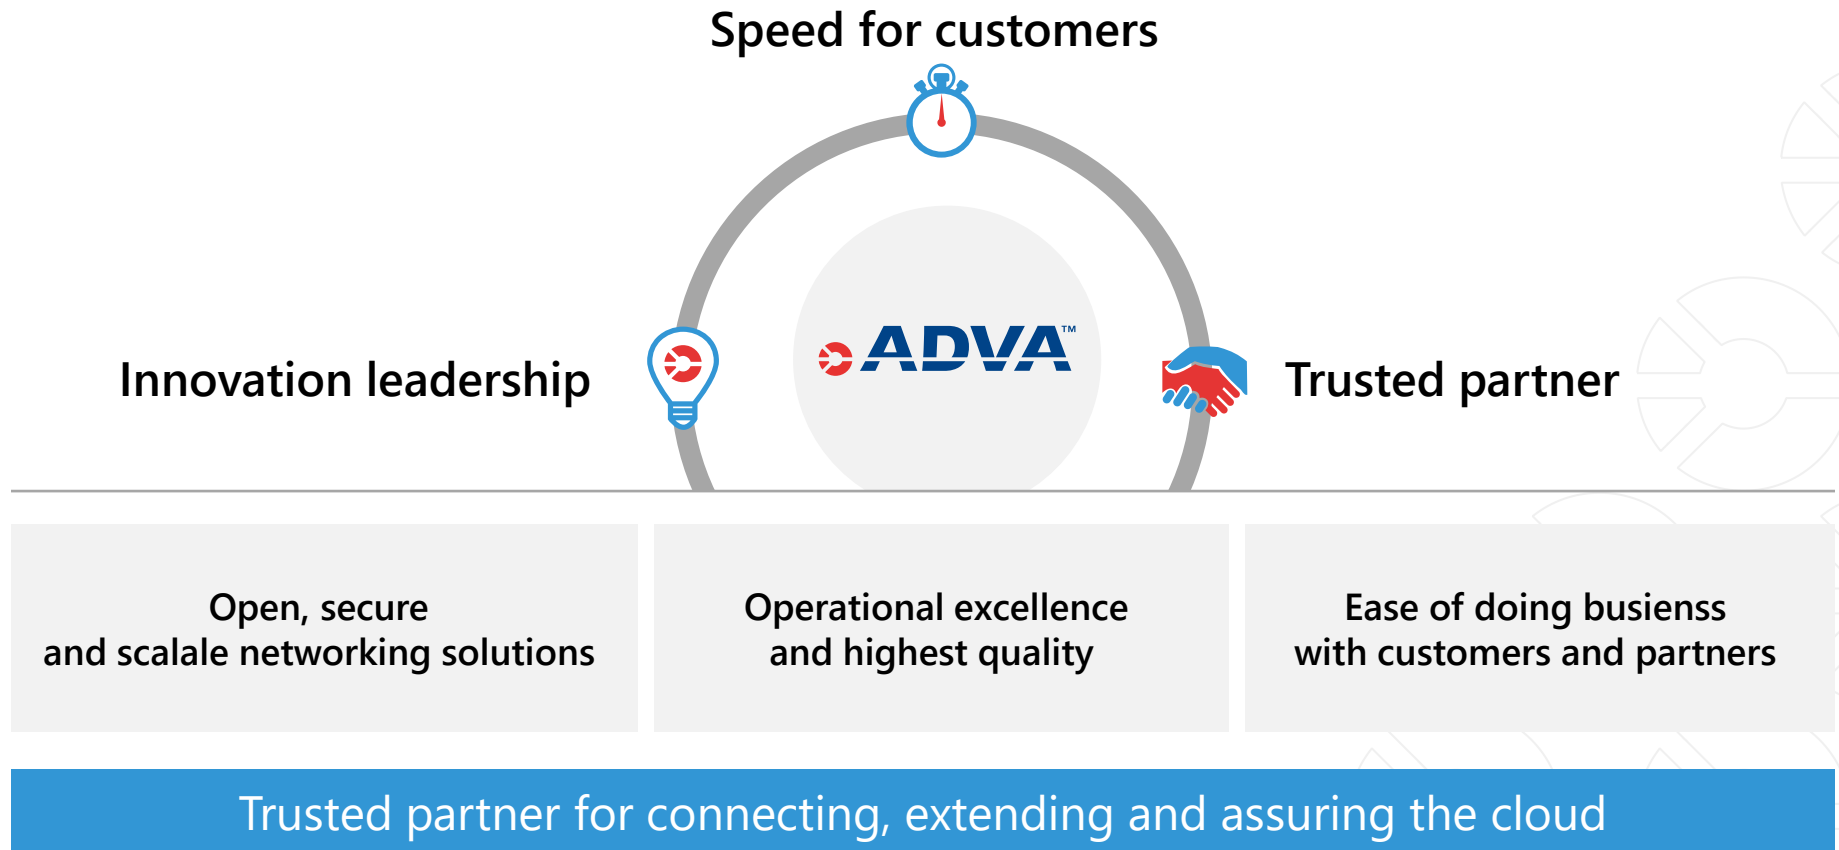 Speed for customers
ADVA™
Innovation leadership
Trusted partner
Open, secure
and scalale networking solutions
Operational excellence
and highest quality
Ease of doing busienss
with customers and partners
Trusted partner for connecting, extending and assuring the cloud